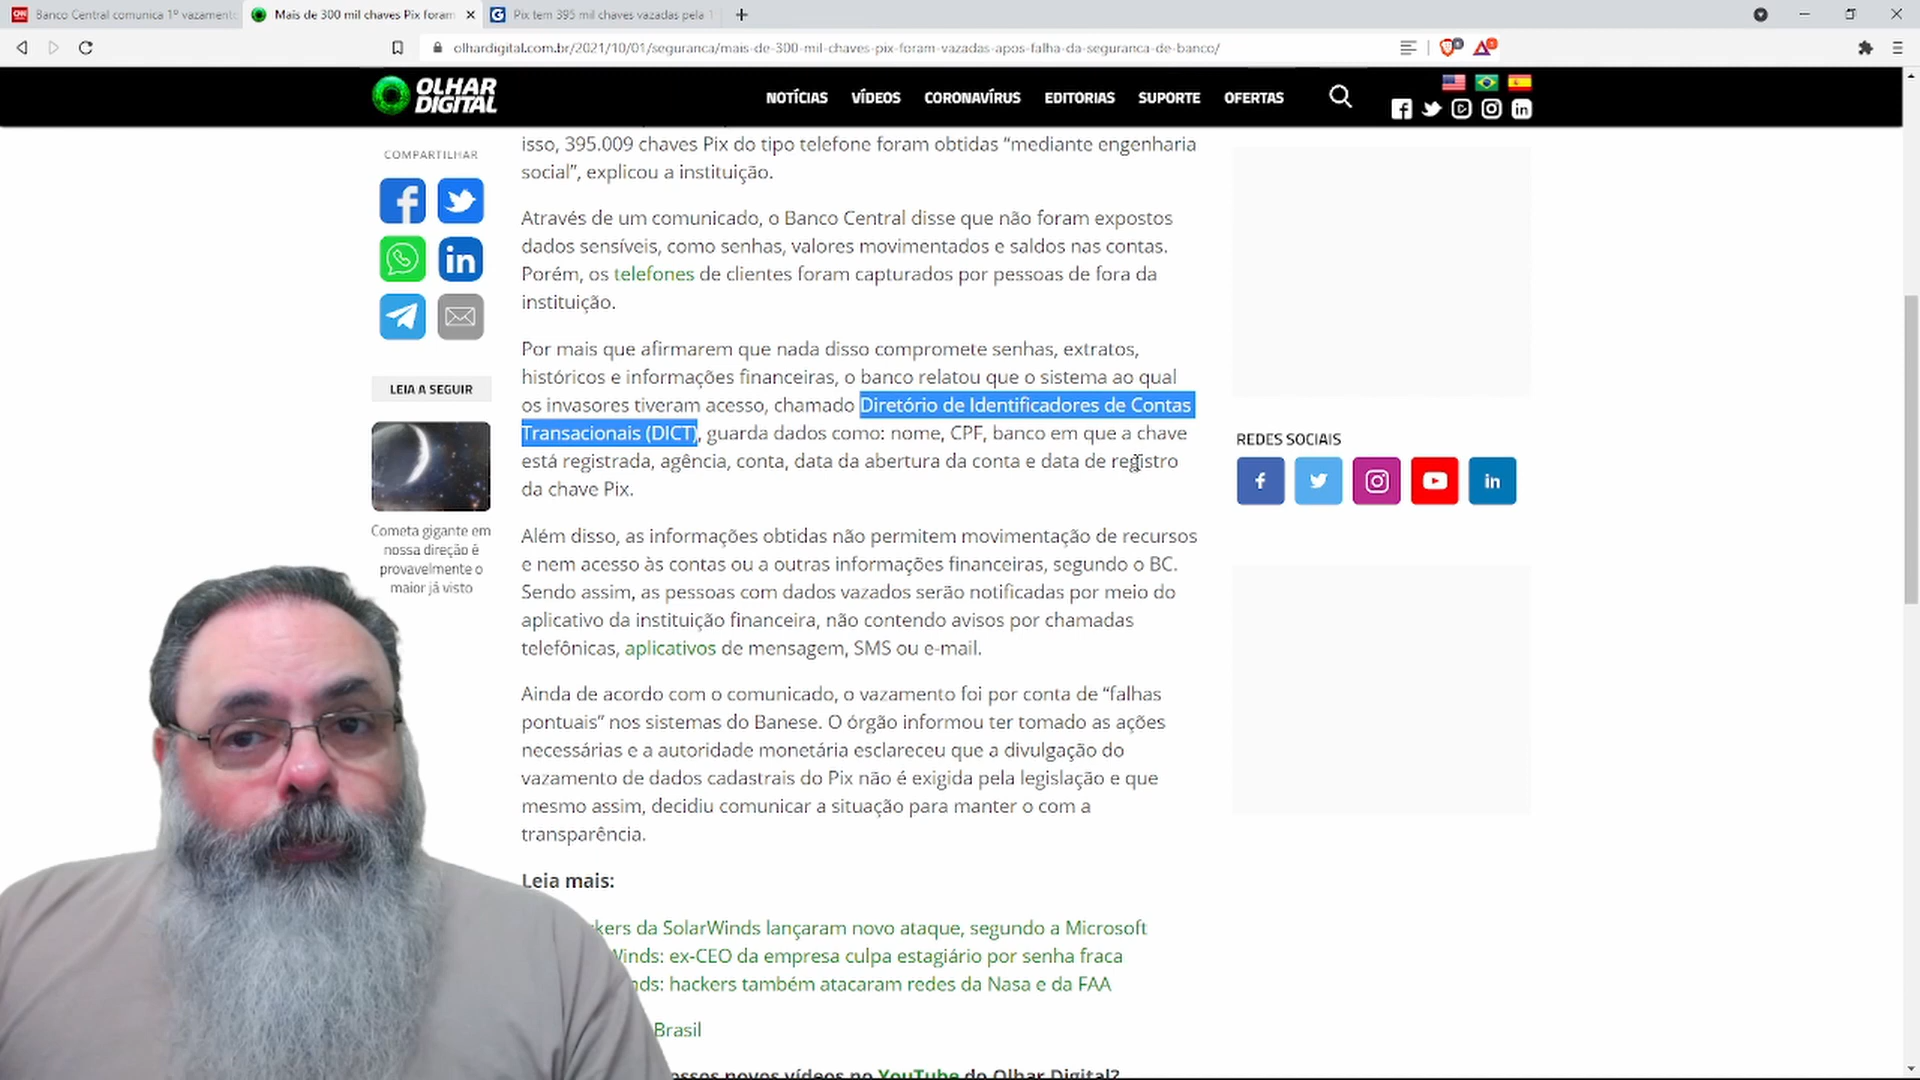 Banco Central comunica 1º vazamento
Mais de 300 mil chaves Pix foram
Pix tem 395 mil chaves vazadas pela 1
olhardigital.com.br/2021/10/01/seguranca/mais-de-300-mil-chaves-pix-foram-vazadas-apos-falha-da-seguranca-de-banco/
OLHAR DIGITAL
NOTÍCIAS VÍDEOS CORONAVÍRUS EDITORIAS SUPORTE OFERTAS
COMPARTILHAR
isso, 395.009 chaves Pix do tipo telefone foram obtidas “mediante engenharia
social”, explicou a instituição.
Através de um comunicado, o Banco Central disse que não foram expostos
dados sensíveis, como senhas, valores movimentados e saldos nas contas.
Porém, os telefones de clientes foram capturados por pessoas de fora da
instituição.
Por mais que afirmarem que nada disso compromete senhas, extratos,
históricos e informações financeiras, o banco relatou que o sistema ao qual
os invasores tiveram acesso, chamado Diretório de Identificadores de Contas
Transacionais (DICT), guarda dados como: nome, CPF, banco em que a chave
está registrada, agência, conta, data da abertura da conta e data de registro
da chave Pix.
Além disso, as informações obtidas não permitem movimentação de recursos
e nem acesso às contas ou a outras informações financeiras, segundo o BC.
Sendo assim, as pessoas com dados vazados serão notificadas por meio do
aplicativo da instituição financeira, não contendo avisos por chamadas
telefônicas, aplicativos de mensagem, SMS ou e-mail.
Ainda de acordo com o comunicado, o vazamento foi por conta de “falhas
pontuais” nos sistemas do Banese. O órgão informou ter tomado as ações
necessárias e a autoridade monetária esclareceu que a divulgação do
vazamento de dados cadastrais do Pix não é exigida pela legislação e que
mesmo assim, decidiu comunicar a situação para manter o com a
transparência.
Leia mais:
kers da SolarWinds lançaram novo ataque, segundo a Microsoft
Winds: ex-CEO da empresa culpa estagiário por senha fraca
nds: hackers também atacaram redes da Nasa e da FAA
Brasil
ossos novos vídeos no YouTube do Olhar Digital?
LEIA A SEGUIR
Cometa gigante em
nossa direção é
provavelmente o
maior já visto
REDES SOCIAIS